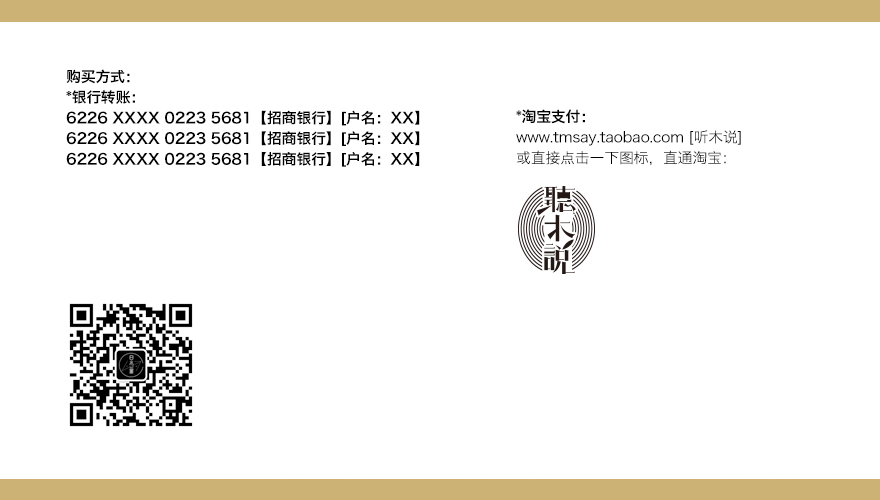 购买方式：
*银行转账：
6226 XXXX 0223 5681【招商银行】[户名：XX】
6226 XXXX 0223 5681【招商银行】[户名：XX】
6226 XXXX 0223 5681【招商银行】[户名：XX】
*淘宝支付：
www.tmsay.taobao.com [听木说]
或直接点击一下图标，直通淘宝：
聽
木
説